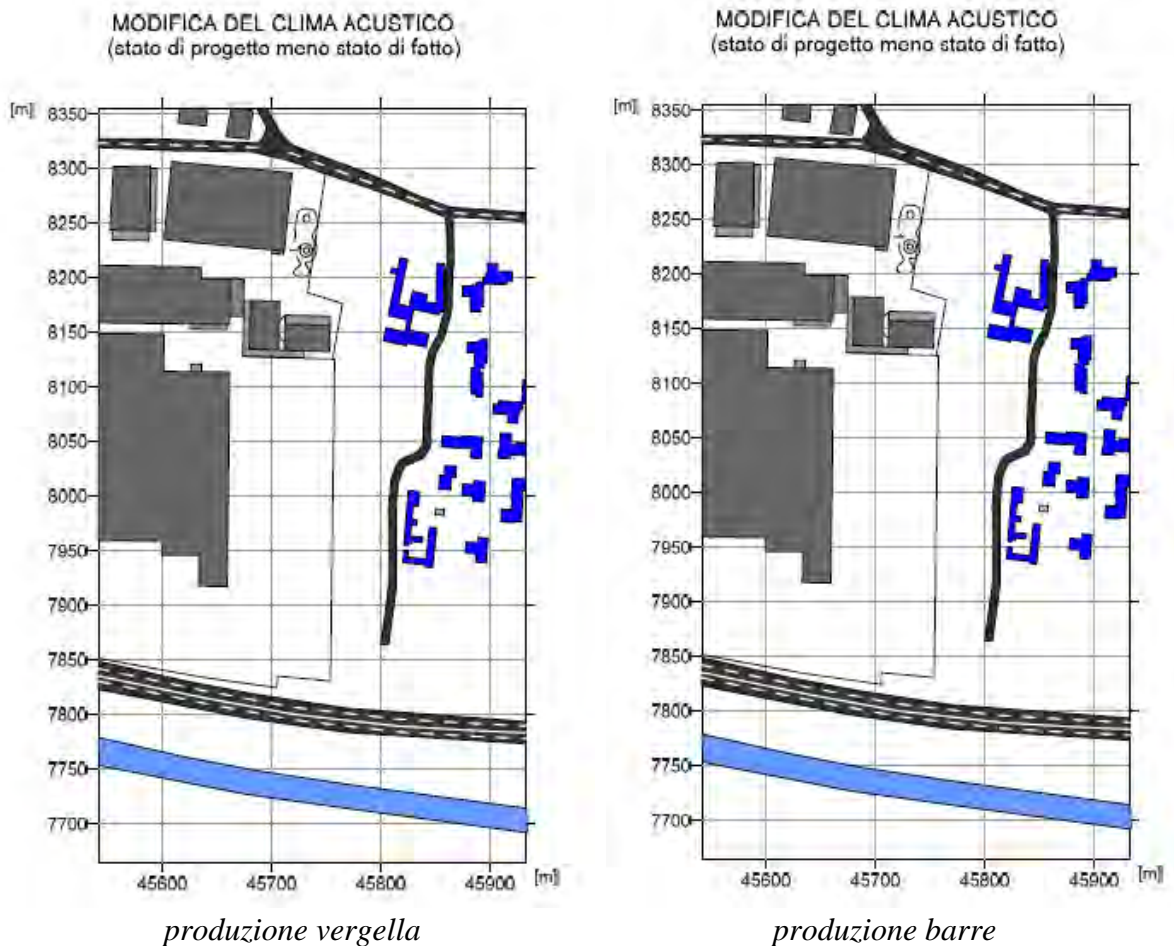 MODIFICA DEL CLIMA ACUSTICO
(stato di progetto meno stato di fatto)
[m]
8350
8300
8250
8200
8150
8100
8050
8000
7950
7900
7850
7800
7750
7700
45600 45700 45800 45900 [m]
produzione vergella
MODIFICA DEL CLIMA ACUSTICO
(stato di progetto meno stato di fatto)
[m]
8350
8300
8250
8200
8150
8100
8050
8000
7950
7900
7850
7800
7750
7700
45600 45700 45800 45900 [m]
produzione barre